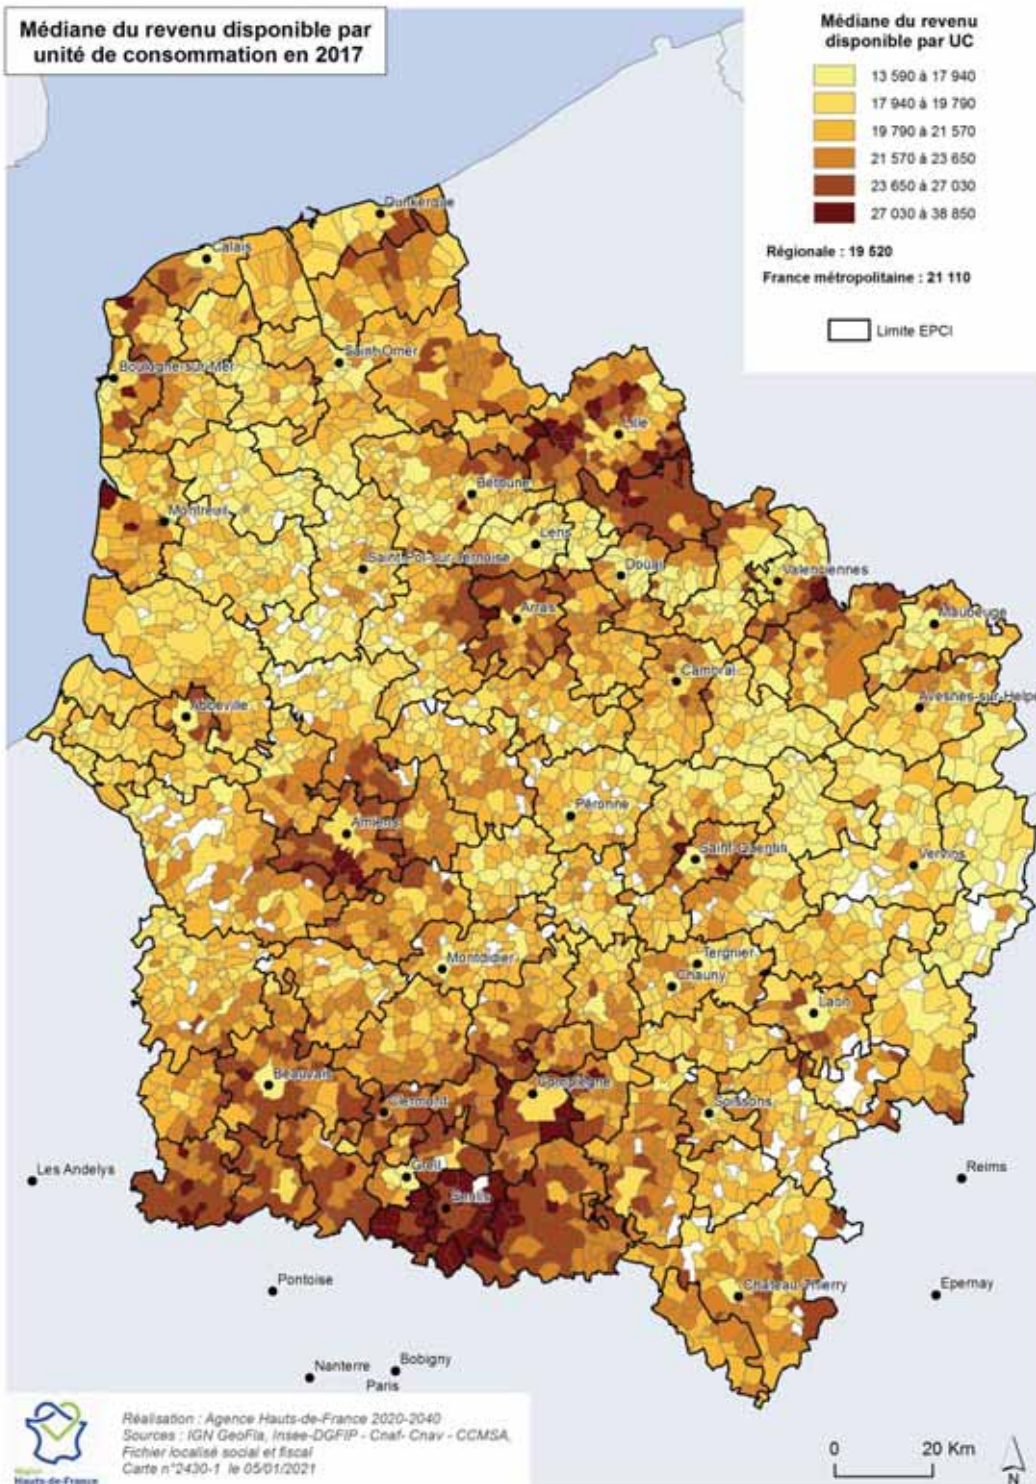 Médiane du revenu disponible par
unité de consommation en 2017
Médiane du revenu
disponible par UC
13 590 à 17 940
17 940 à 19 790
19 790 à 21 570
21 570 à 23 650
23 650 à 27 030
27 030 à 38 850
Régionale : 19 520
France métropolitaine : 21 110
Limite EPCI
Dunkerque
Calais
Saint-Omer
Boulogne-sur-Mer
Lille
Béthune
Montreuil
Lens
Saint-Pol-sur-Ternoise
Douai
Valenciennes
Arras
Maubeuge
Cambrai
Avesnes-sur-Helpe
Abbeville
Péronne
Amiens
Saint-Quentin
Vervins
Montdidier
Tergnier
Chauny
Laon
Beauvais
Compiègne
Clermont
Soissons
Les Andelys
Creil
Reims
Senlis
Pontoise
Château-Thierry
Epernay
Nanterre
Bobigny
Paris
Région
Hauts-de-France
Réalisation : Agence Hauts-de-France 2020-2040
Sources : IGN GeoFla, Insee-DGFIP - Cnaf- Cnav - CCMSA,
Fichier localisé social et fiscal
Carte n°2430-1 le 05/01/2021
0 20 Km
N